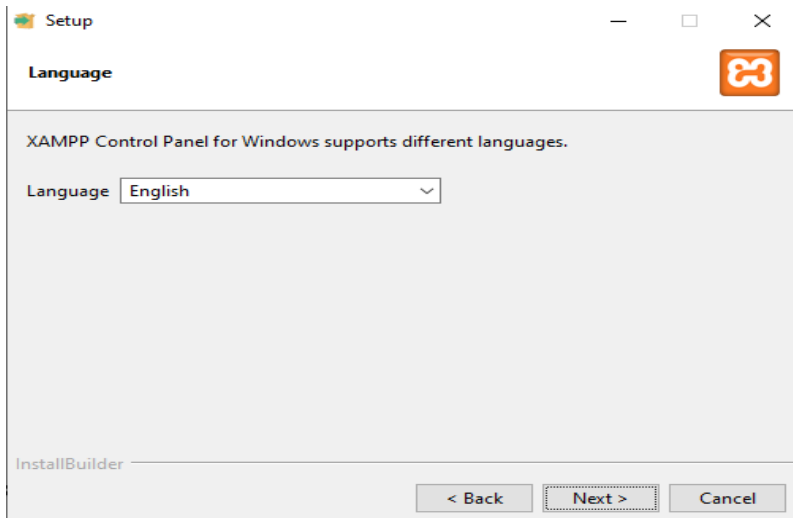 Setup
Language
XAMPP Control Panel for Windows supports different languages.
Language English
InstallBuilder
< Back Next > Cancel